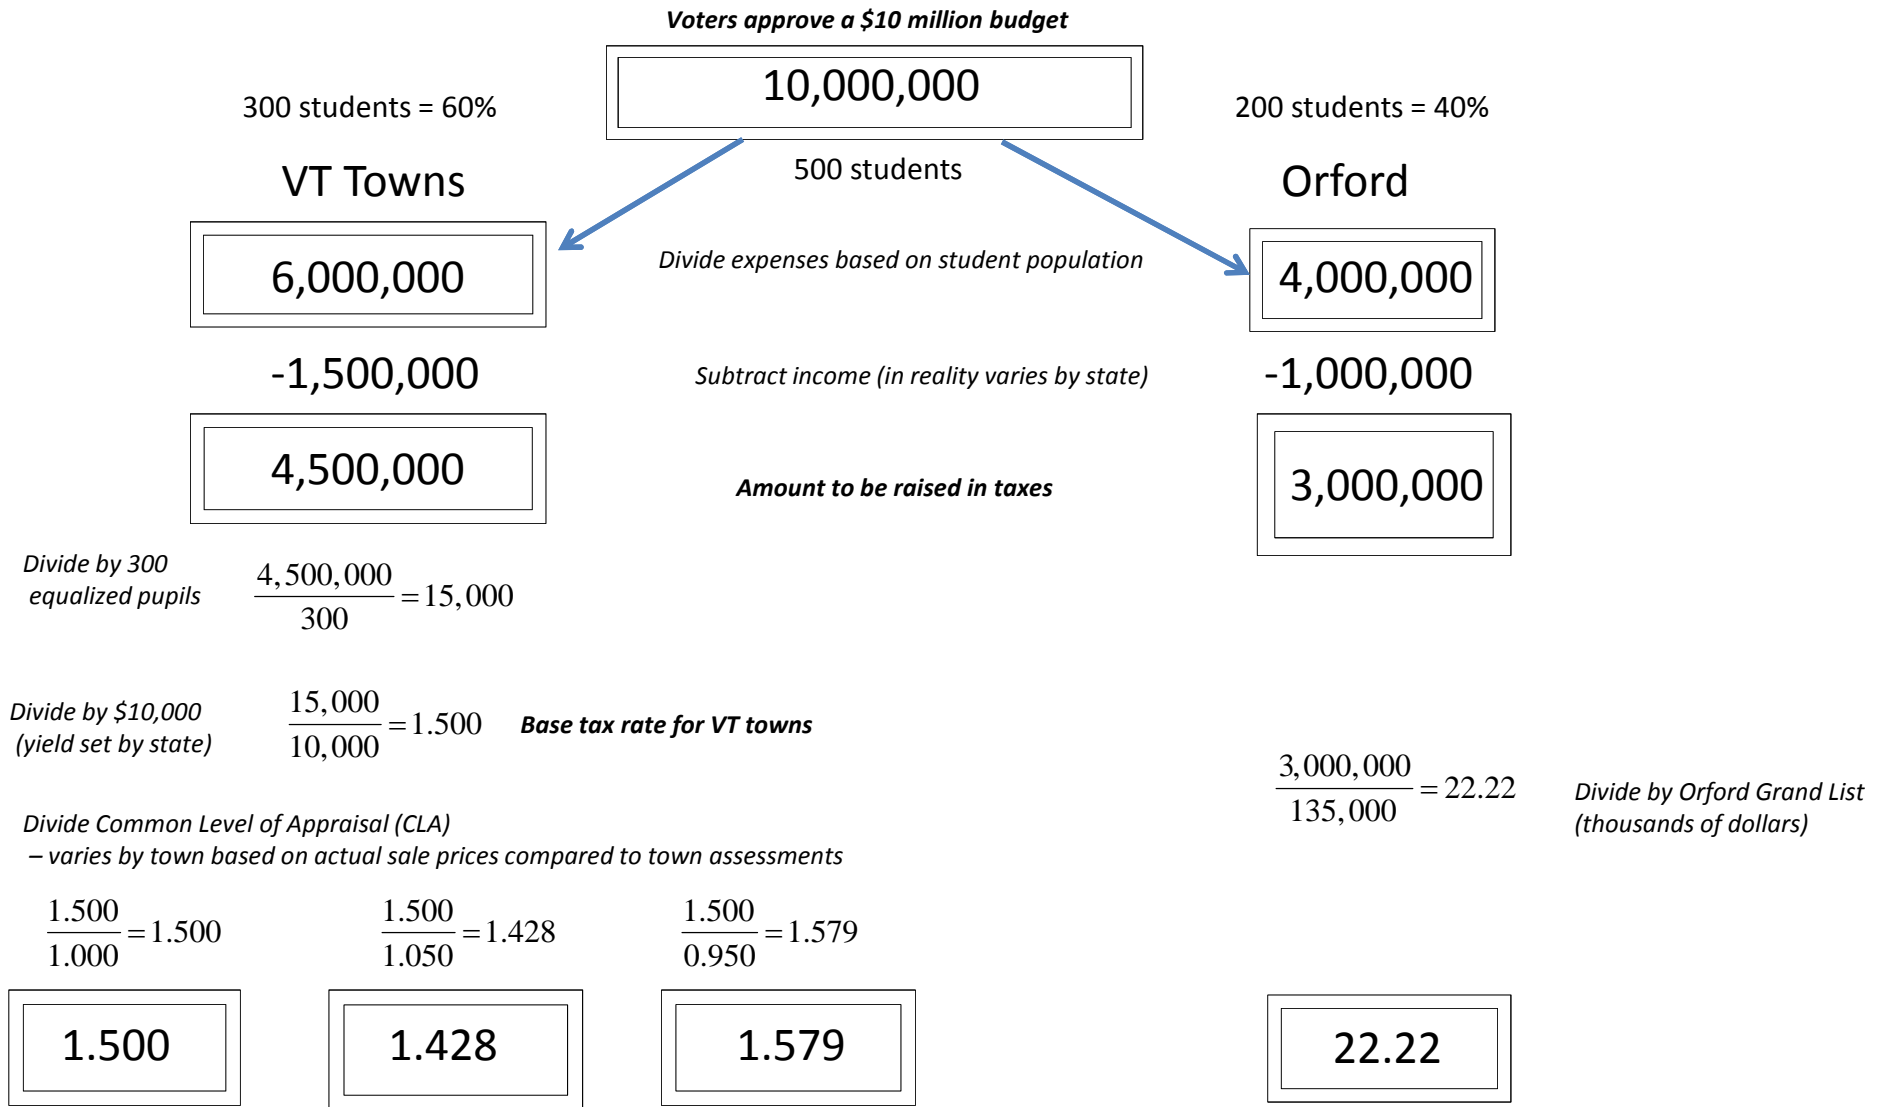 Voters approve a $10 million budget
10,000,000
300 students = 60%
200 students = 40%
500 students
VT Towns
Orford
6,000,000
Divide expenses based on student population
4,000,000
-1,500,000
Subtract income (in reality varies by state)
-1,000,000
4,500,000
Amount to be raised in taxes
3,000,000
Divide by 300
equalized pupils
4,500,000
300
=15,000
Divide by $10,000
(yield set by state)
15,000
10,000
=1.500
Base tax rate for VT towns
3,000,000
135,000
= 22.22
Divide by Orford Grand List
(thousands of dollars)
Divide Common Level of Appraisal (CLA)
– varies by town based on actual sale prices compared to town assessments
1.500
1.000
=1.500
1.500
1.050
=1.428
1.500
0.950
=1.579
1.500
1.428
1.579
22.22